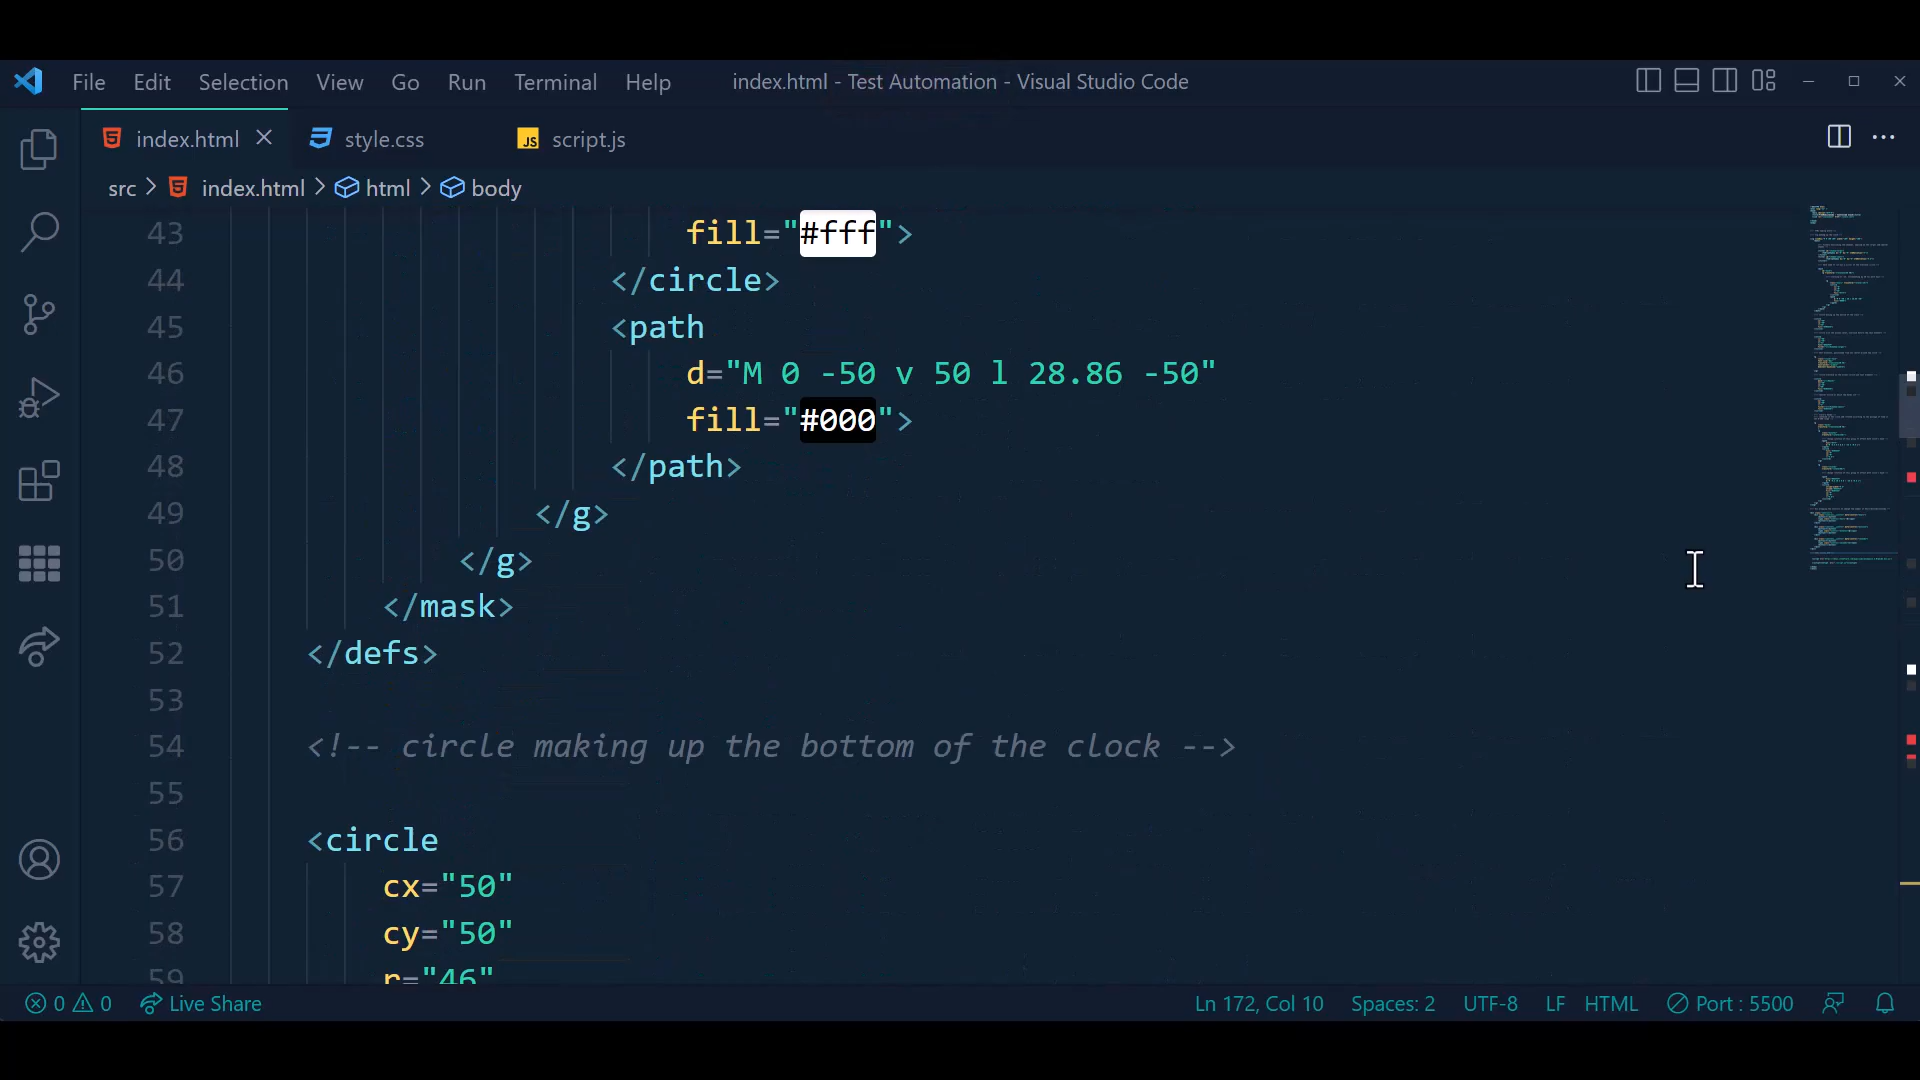 File Edit Selection View Go Run Terminal Help index.html - Test Automation - Visual Studio Code
index.html style.css JS script.js
src > index.html > html > body
43 fill="#fff">
44 </circle>
45 <path
46 d="M 0 -50 v 50 l 28.86 -50"
47 fill="#000">
48 </path>
49 </g>
50 </g>
51 </mask>
52 </defs>
53
54 <!-- circle making up the bottom of the clock -->
55
56 <circle
57 cx="50"
58 cy="50"
59 r="46"
0 0 Live Share Ln 172, Col 10 Spaces: 2 UTF-8 LF HTML Port : 5500